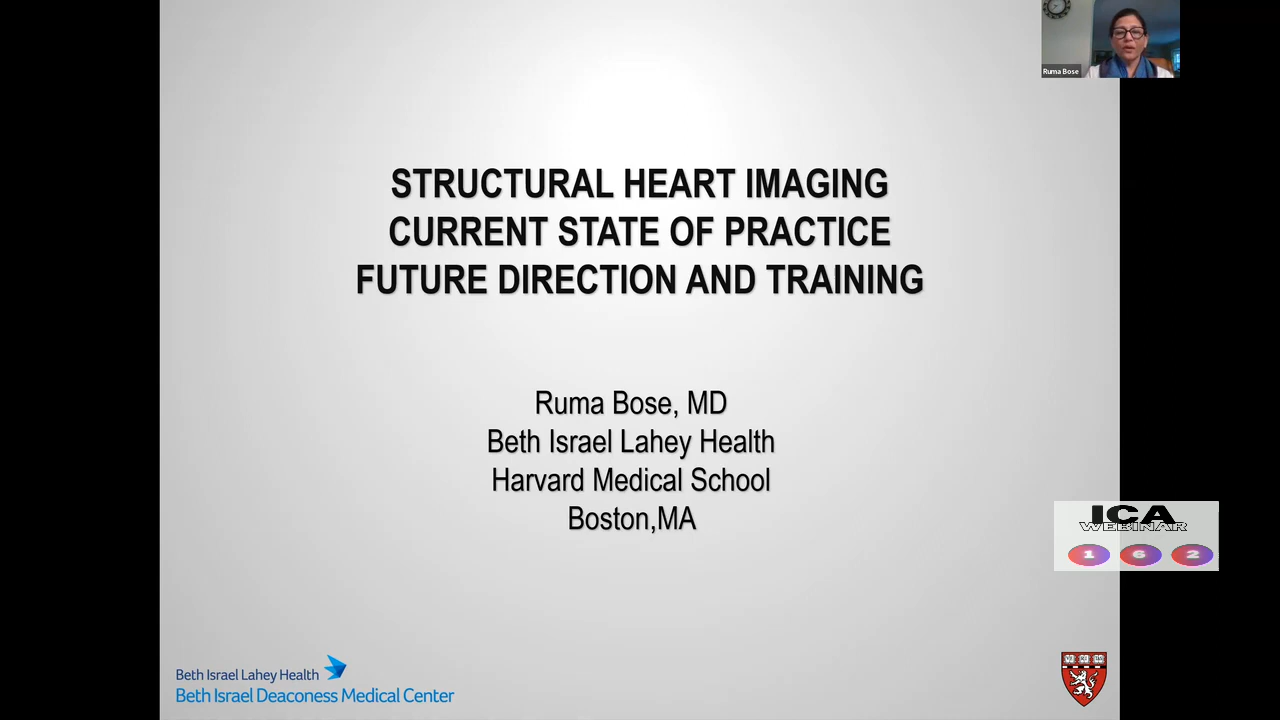 Ruma Bose
STRUCTURAL HEART IMAGING
CURRENT STATE OF PRACTICE
FUTURE DIRECTION AND TRAINING
Ruma Bose, MD
Beth Israel Lahey Health
Harvard Medical School
Boston,MA
ICA
WEBINAR
1 6 2
Beth Israel Lahey Health
Beth Israel Deaconess Medical Center